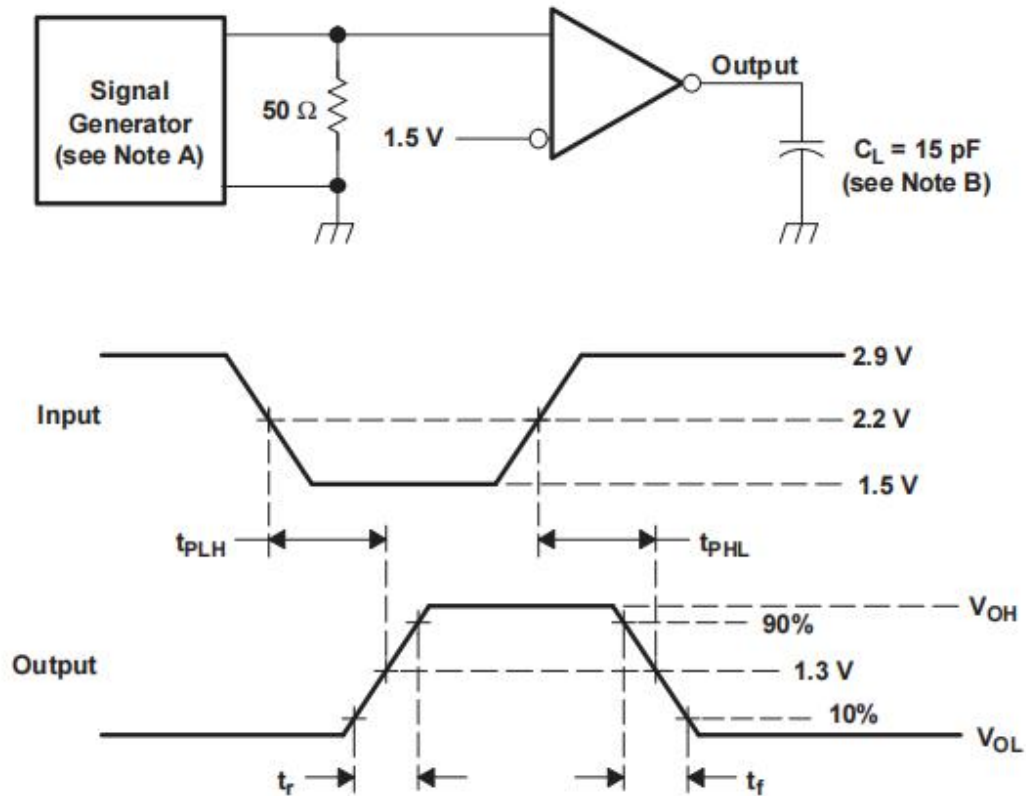 Signal
Generator
(see Note A)
50 Ω
1.5 V
Output
C_L = 15 pF
(see Note B)
Input
2.9 V
2.2 V
1.5 V
t_PLH
t_PHL
Output
V_OH
90%
1.3 V
10%
V_OL
t_r
t_f